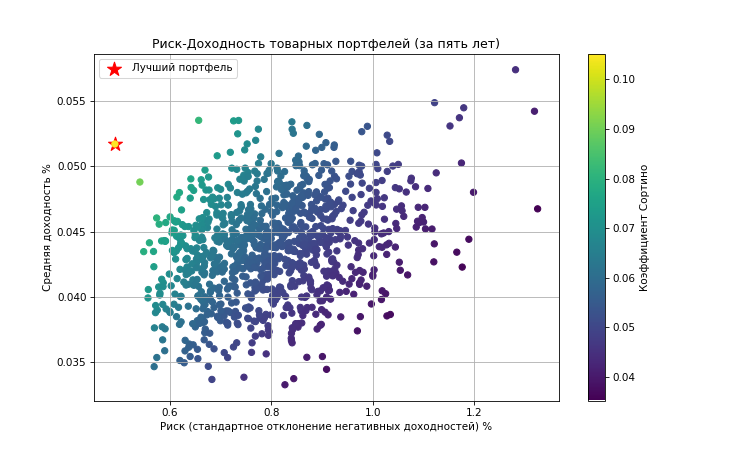 Риск-Доходность товарных портфелей (за пять лет)
Лучший портфель
Средняя доходность %
0.055
0.050
0.045
0.040
0.035
0.6 0.8 1.0 1.2
Риск (стандартное отклонение негативных доходностей) %
0.10
0.09
0.08
0.07
0.06
0.05
0.04
Коэффициент Сортино